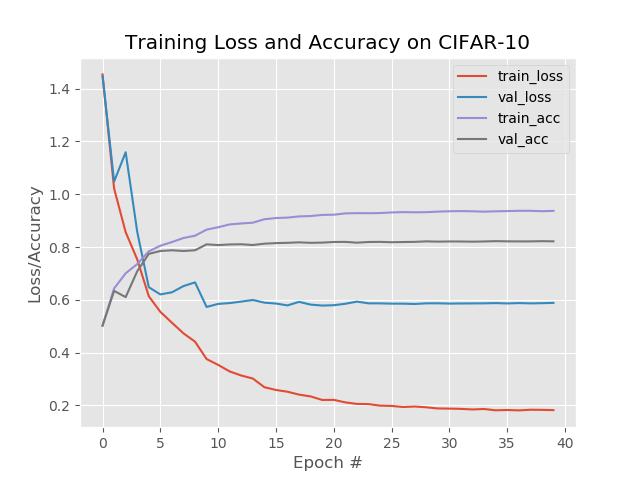 Training Loss and Accuracy on CIFAR-10
train_loss
val_loss
train_acc
val_acc
Loss/Accuracy
1.4
1.2
1.0
0.8
0.6
0.4
0.2
0 5 10 15 20 25 30 35 40
Epoch #